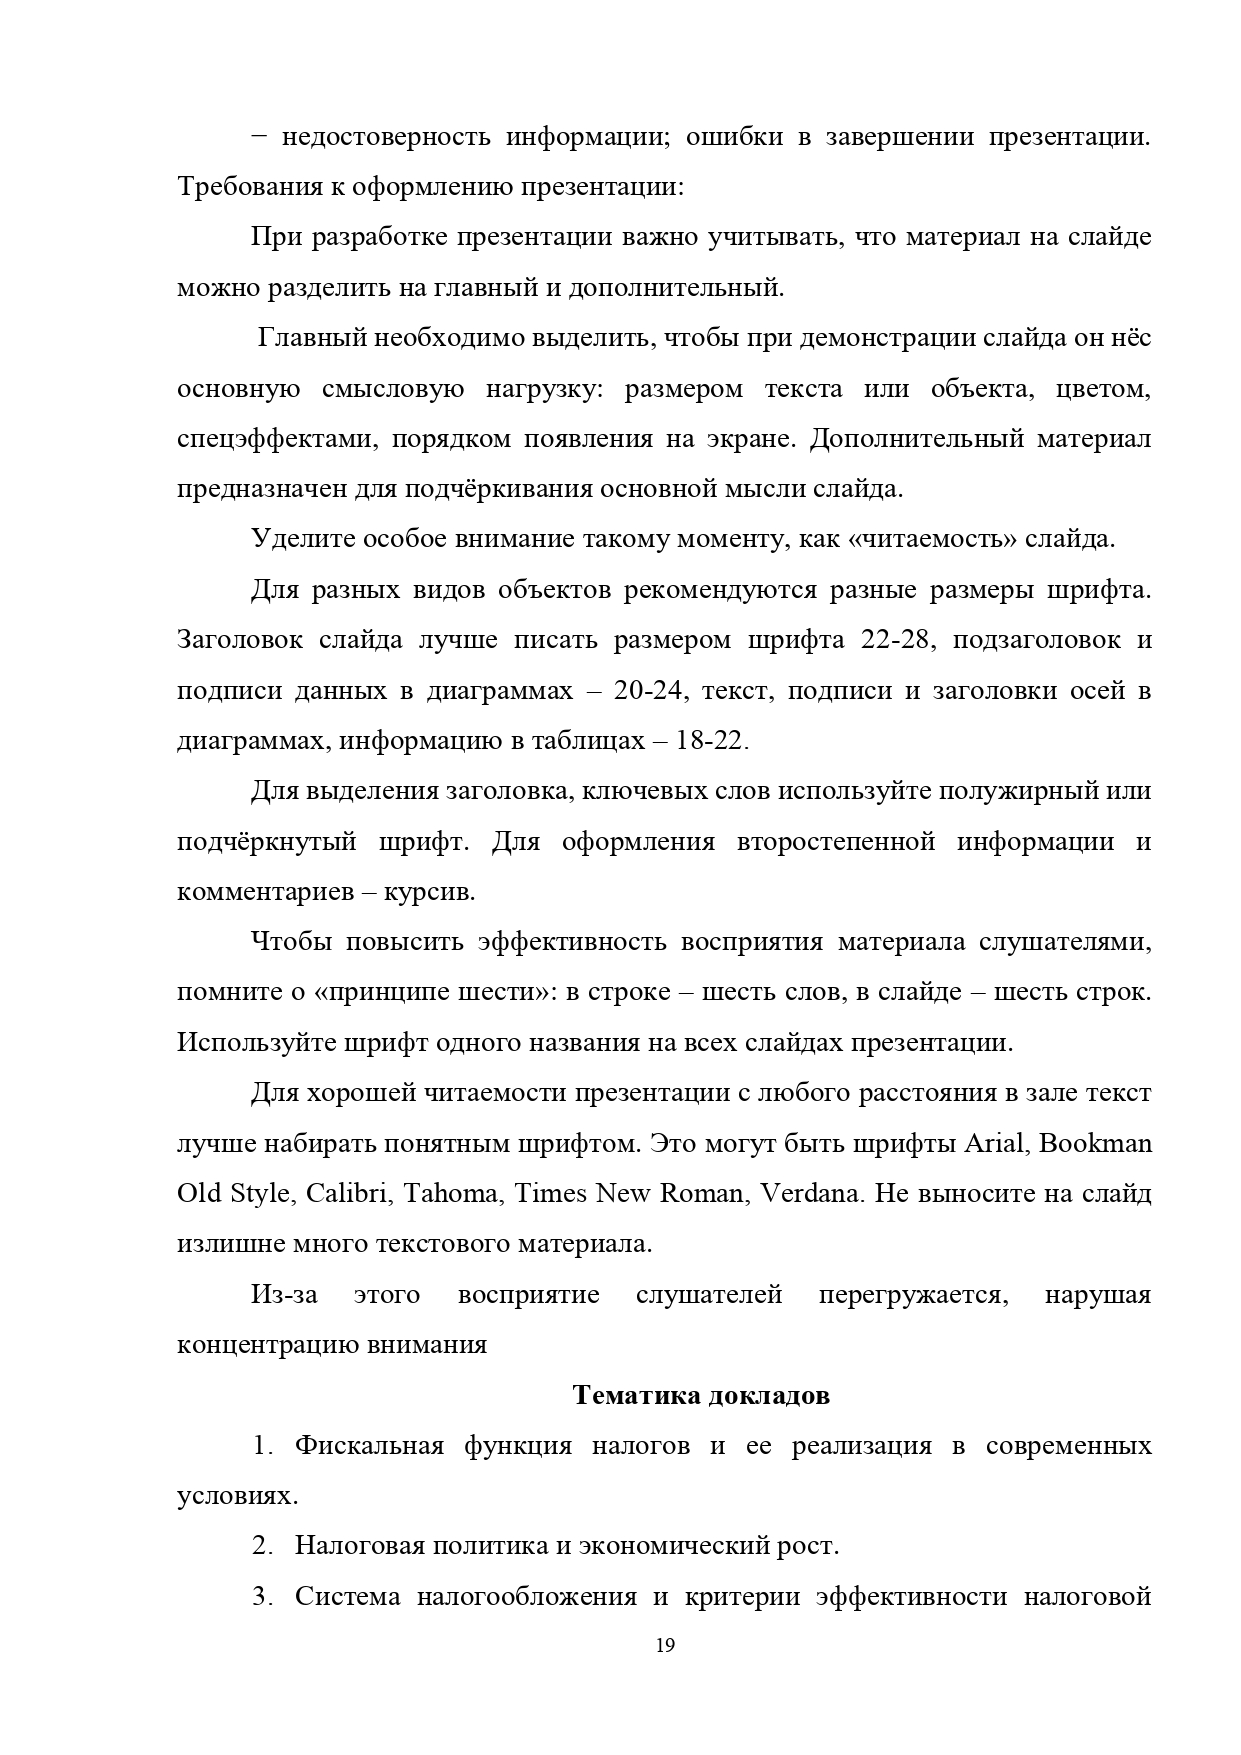 − недостоверность информации; ошибки в завершении презентации.
Требования к оформлению презентации:
При разработке презентации важно учитывать, что материал на слайде
можно разделить на главный и дополнительный.
Главный необходимо выделить, чтобы при демонстрации слайда он нёс
основную смысловую нагрузку: размером текста или объекта, цветом,
спецэффектами, порядком появления на экране. Дополнительный материал
предназначен для подчёркивания основной мысли слайда.
Уделите особое внимание такому моменту, как «читаемость» слайда.
Для разных видов объектов рекомендуются разные размеры шрифта.
Заголовок слайда лучше писать размером шрифта 22-28, подзаголовок и
подписи данных в диаграммах – 20-24, текст, подписи и заголовки осей в
диаграммах, информацию в таблицах – 18-22.
Для выделения заголовка, ключевых слов используйте полужирный или
подчёркнутый шрифт. Для оформления второстепенной информации и
комментариев – курсив.
Чтобы повысить эффективность восприятия материала слушателями,
помните о «принципе шести»: в строке – шесть слов, в слайде – шесть строк.
Используйте шрифт одного названия на всех слайдах презентации.
Для хорошей читаемости презентации с любого расстояния в зале текст
лучше набирать понятным шрифтом. Это могут быть шрифты Arial, Bookman
Old Style, Calibri, Tahoma, Times New Roman, Verdana. Не выносите на слайд
излишне много текстового материала.
Из-за этого восприятие слушателей перегружается, нарушая
концентрацию внимания
Тематика докладов
1. Фискальная функция налогов и ее реализация в современных
условиях.
2. Налоговая политика и экономический рост.
3. Система налогообложения и критерии эффективности налоговой
19